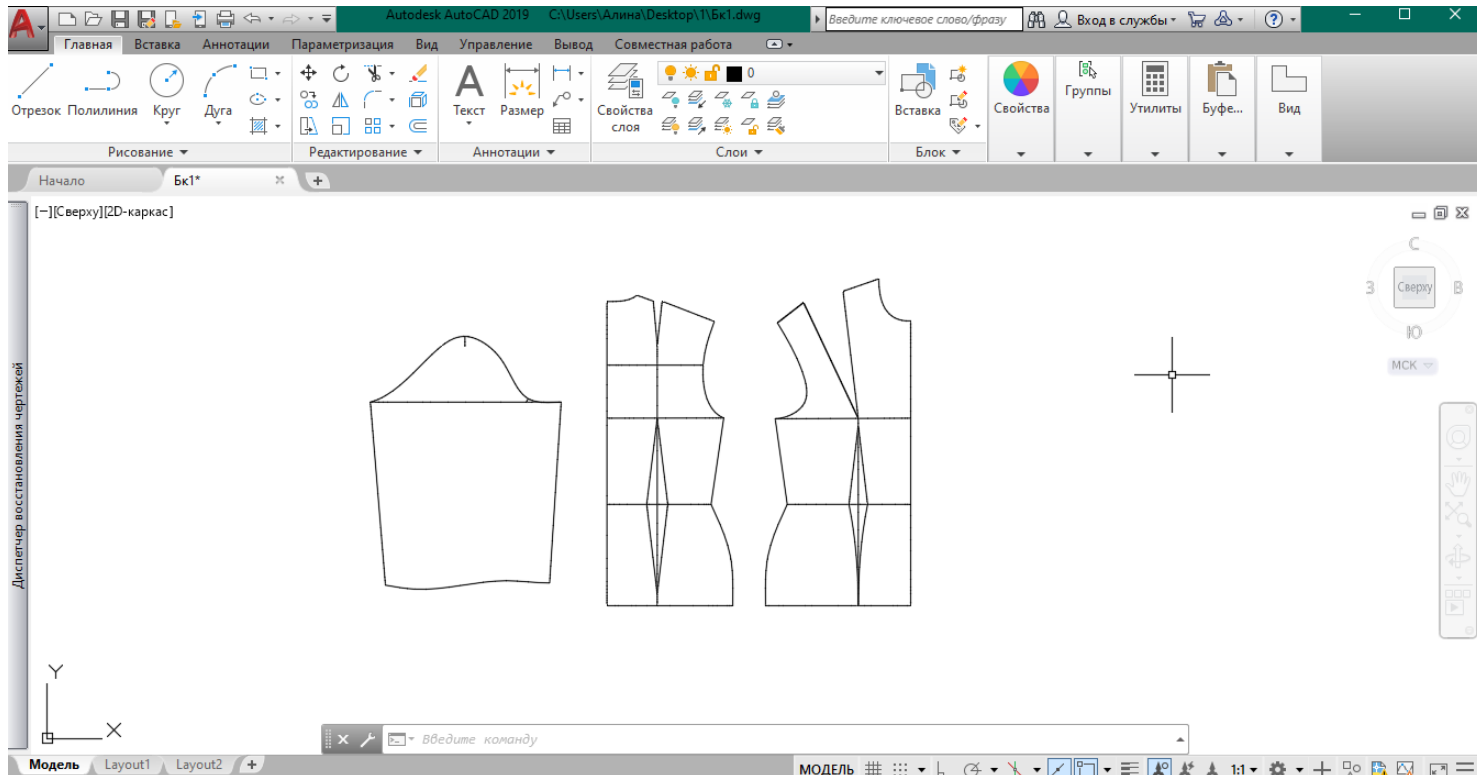 Autodesk AutoCAD 2019 C:\Users\Алина\Desktop\1\Бк1.dwg
Введите ключевое слово/фразу
Вход в службы
Главная Вставка Аннотации Параметризация Вид Управление Вывод Совместная работа
Отрезок Полилиния Круг Дуга
Текст Размер
Свойства слоя
0
Вставка
Свойства
Группы
Утилиты
Буфе...
Вид
Рисование
Редактирование
Аннотации
Слои
Блок
Начало
Бк1*
[−][Сверху][2D-каркас]
С
З
Сверху
В
Ю
МСК
Диспетчер восстановления чертежей
Y
X
Введите команду
Модель Layout1 Layout2
МОДЕЛЬ
1:1